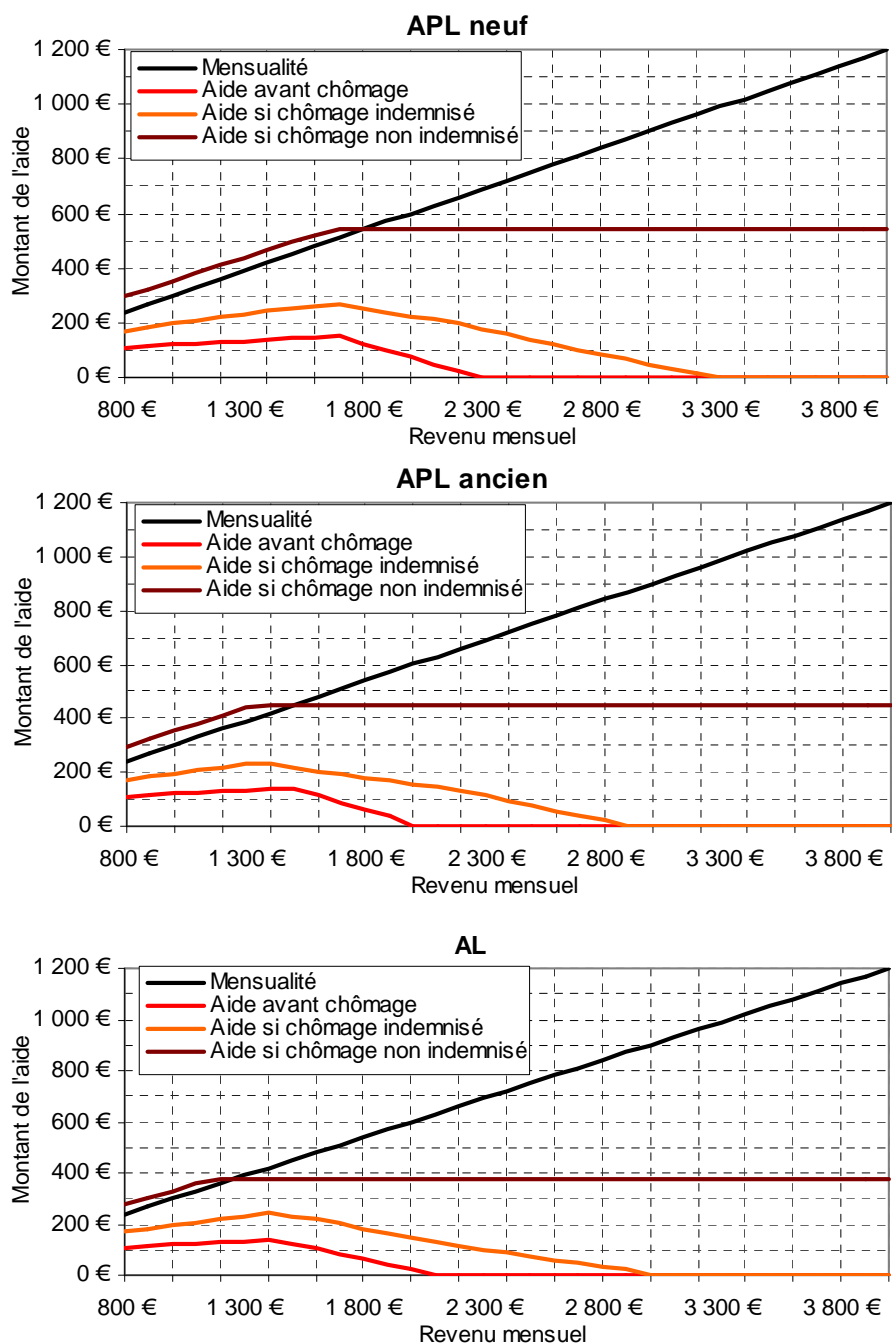 APL neuf
1 200 €
1 000 €
800 €
600 €
400 €
200 €
0 €
Montant de l'aide
Mensualité
Aide avant chômage
Aide si chômage indemnisé
Aide si chômage non indemnisé
800 € 1 300 € 1 800 € 2 300 € 2 800 € 3 300 € 3 800 €
Revenu mensuel
APL ancien
1 200 €
1 000 €
800 €
600 €
400 €
200 €
0 €
Montant de l'aide
Mensualité
Aide avant chômage
Aide si chômage indemnisé
Aide si chômage non indemnisé
800 € 1 300 € 1 800 € 2 300 € 2 800 € 3 300 € 3 800 €
Revenu mensuel
AL
1 200 €
1 000 €
800 €
600 €
400 €
200 €
0 €
Montant de l'aide
Mensualité
Aide avant chômage
Aide si chômage indemnisé
Aide si chômage non indemnisé
800 € 1 300 € 1 800 € 2 300 € 2 800 € 3 300 € 3 800 €
Revenu mensuel